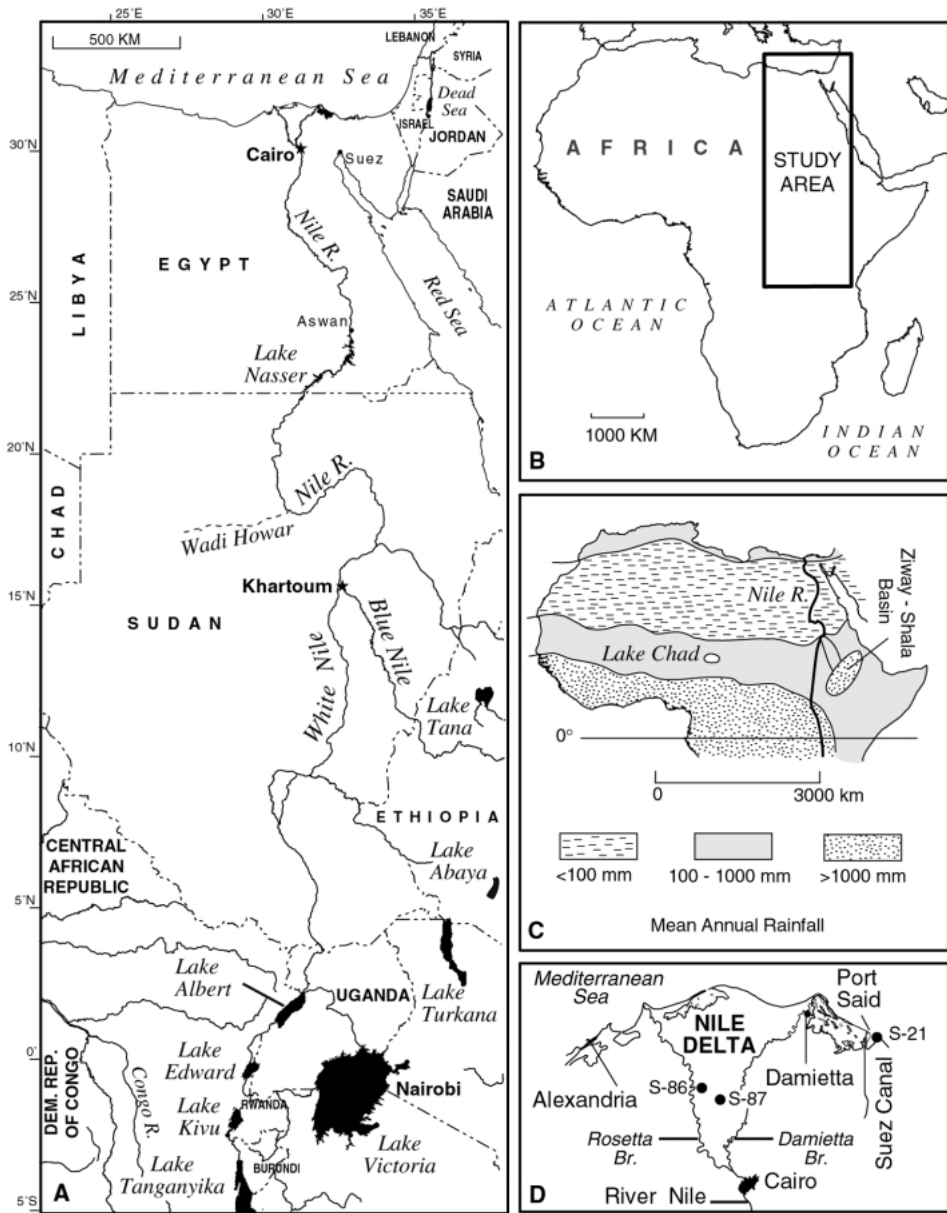 25°E
30°E
35°E
500 KM
LEBANON
SYRIA
Mediterranean Sea
Dead
Sea
ISRAEL
JORDAN
30°N
Cairo
Suez
SAUDI
ARABIA
LIBYA
EGYPT
Nile R.
Red Sea
25°N
Aswan
Lake
Nasser
20°N
CHAD
Nile R.
Wadi Howar
Khartoum
15°N
SUDAN
White Nile
Blue Nile
Lake
Tana
10°N
ETHIOPIA
CENTRAL
AFRICAN
REPUBLIC
Lake
Abaya
5°N
Lake
Albert
UGANDA
Lake
Turkana
0°
DEM. REP.
OF CONGO
Congo R.
Lake
Edward
Nairobi
RWANDA
Lake
Kivu
Lake
Victoria
BURUNDI
Lake
Tanganyika
A
5°S
AFRICA
STUDY
AREA
ATLANTIC
OCEAN
1000 KM
INDIAN
OCEAN
B
Nile R.
Ziway - Shala
Basin
Lake Chad
0°
0
3000 km
<100 mm
100 - 1000 mm
>1000 mm
C
Mean Annual Rainfall
Mediterranean
Sea
Port
Said
NILE
DELTA
S-21
Alexandria
S-86
S-87
Damietta
Suez Canal
Rosetta
Br.
Damietta
Br.
Cairo
D
River Nile